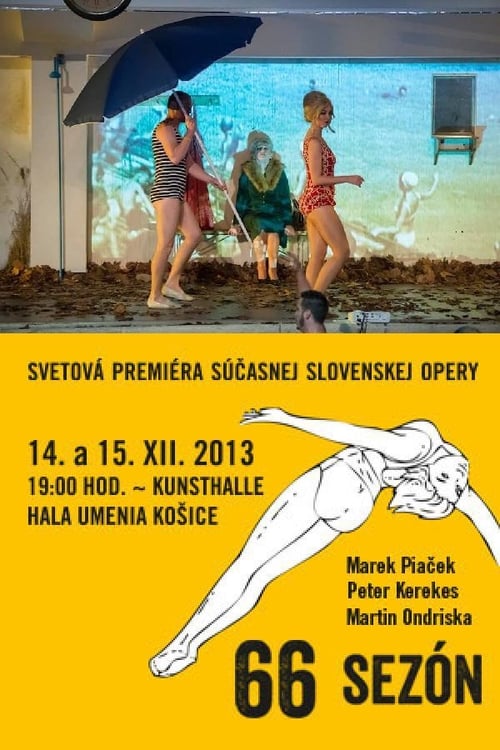 SVETOVÁ PREMIÉRA SÚČASNEJ SLOVENSKEJ OPERY
14. a 15. XII. 2013
19:00 HOD. ~ KUNSTHALLE
HALA UMENIA KOŠICE
Marek Piaček
Peter Kerekes
Martin Ondriska
66 SEZÓN